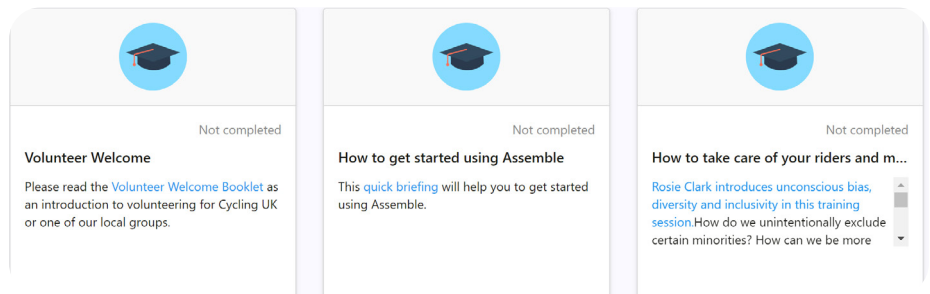 Not completed
Volunteer Welcome
Please read the Volunteer Welcome Booklet as
an introduction to volunteering for Cycling UK
or one of our local groups.
Not completed
How to get started using Assemble
This quick briefing will help you to get started
using Assemble.
Not completed
How to take care of your riders and m...
Rosie Clark introduces unconscious bias,
diversity and inclusivity in this training
session.How do we unintentionally exclude
certain minorities? How can we be more